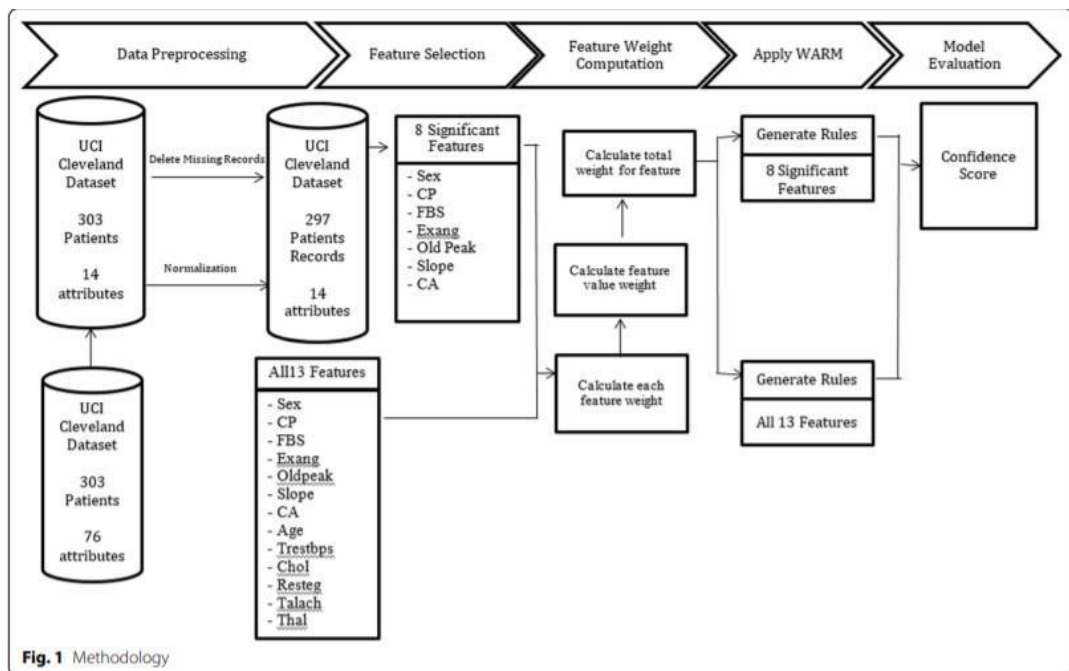 Data Preprocessing
Feature Selection
Feature Weight
Computation
Apply WARM
Model
Evaluation
UCI
Cleveland
Dataset
303
Patients
14
attributes
Delete Missing Records
Normalization
UCI
Cleveland
Dataset
297
Patients
Records
14
attributes
UCI
Cleveland
Dataset
303
Patients
76
attributes
8 Significant
Features
- Sex
- CP
- FBS
- Exang
- Old Peak
- Slope
- CA
All13 Features
- Sex
- CP
- FBS
- Exang
- Oldpeak
- Slope
- CA
- Age
- Trestbps
- Chol
- Resteg
- Talach
- Thal
Calculate total
weight for feature
Calculate feature
value weight
Calculate each
feature weight
Generate Rules
8 Significant
Features
Generate Rules
All 13 Features
Confidence
Score
Fig. 1 Methodology